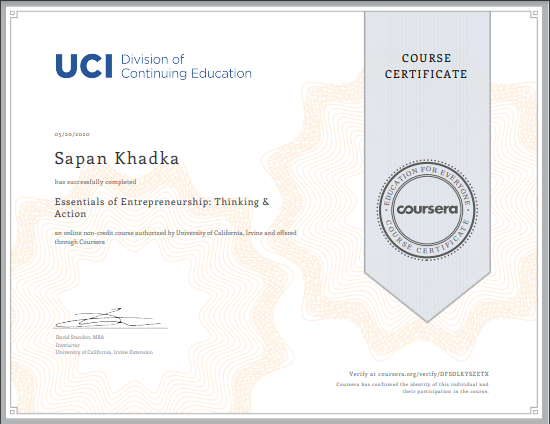 UCI Division of
Continuing Education
COURSE
CERTIFICATE
05/20/2020
Sapan Khadka
has successfully completed
Essentials of Entrepreneurship: Thinking &
Action
an online non-credit course authorized by University of California, Irvine and offered
through Coursera
EDUCATION FOR EVERYONE
coursera
COURSE CERTIFICATE
David Standen, MBA
Instructor
University of California, Irvine Extension
Verify at coursera.org/verify/DFSDLKYSZETX
Coursera has confirmed the identity of this individual and
their participation in the course.